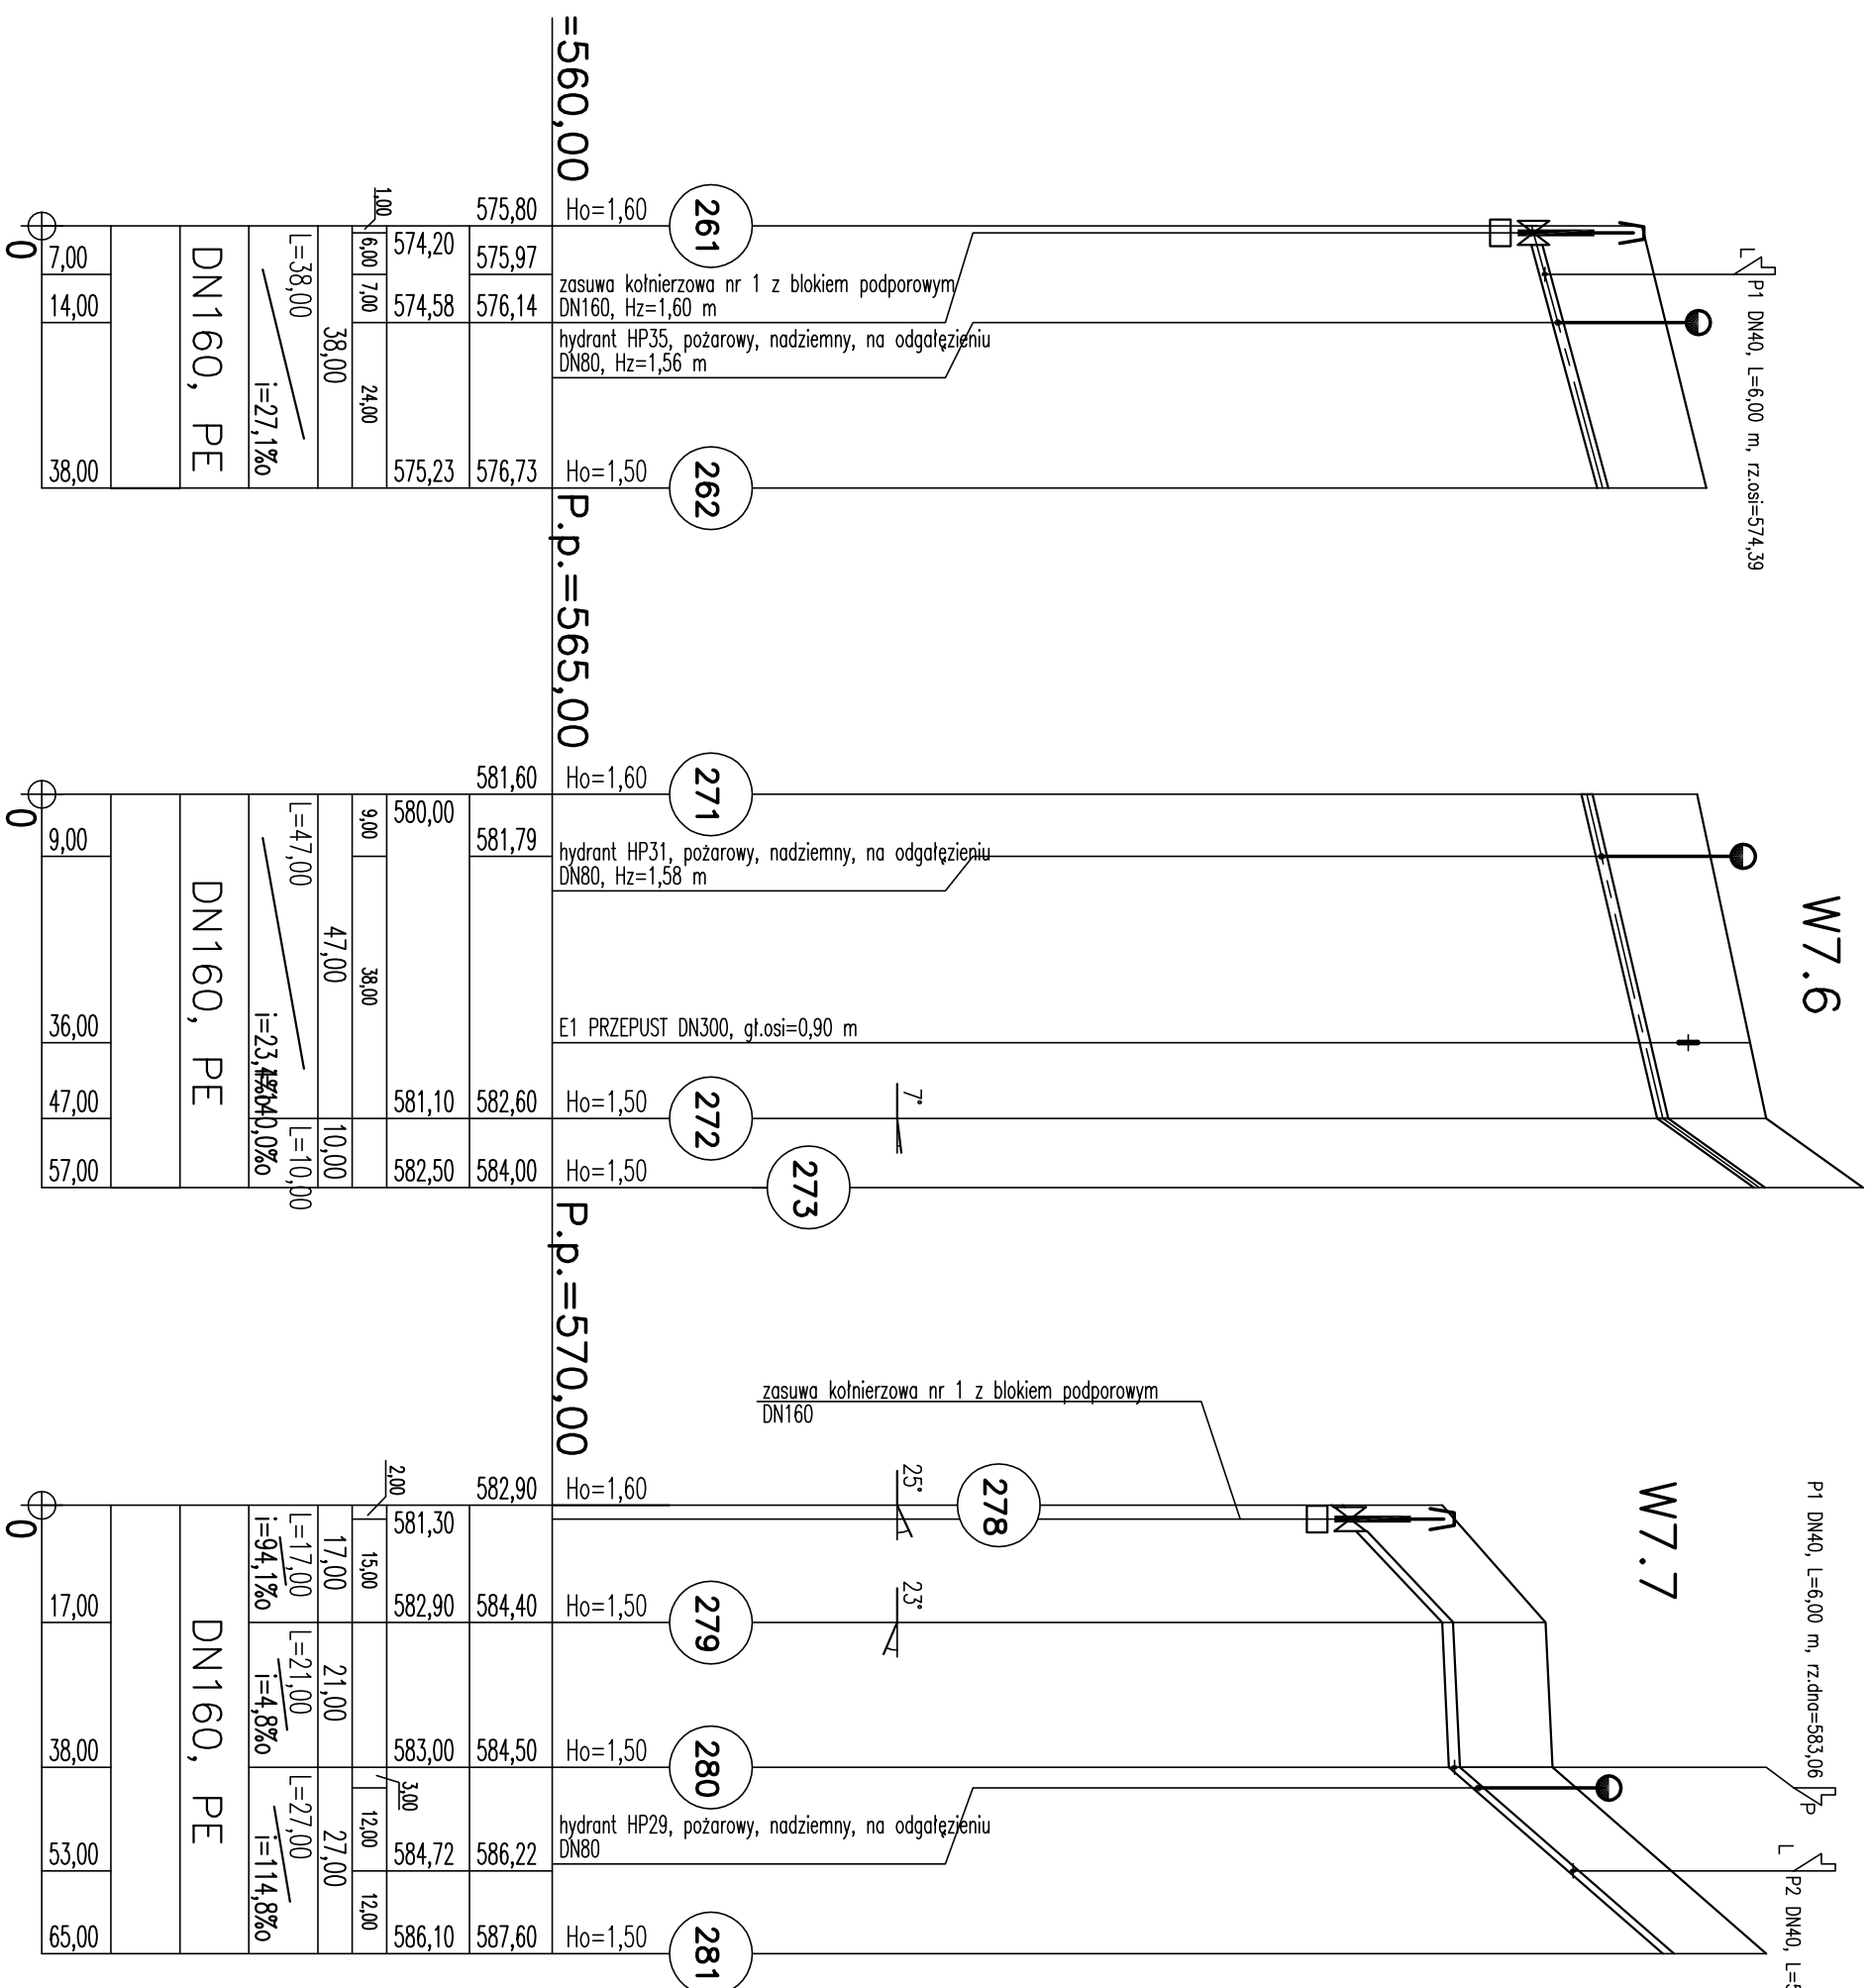 =560,00
261
262
575,80
Ho=1,60
1,00
6,00
574,20
575,97
7,00
574,58
576,14
zasuwa kołnierzowa nr 1 z blokiem podporowym
DN160, Hz=1,60 m
hydrant HP35, pożarowy, nadziemny, na odgałęzieniu
DN80, Hz=1,56 m
24,00
575,23
576,73
Ho=1,50
38,00
L=38,00
i=27,1‰
DN160, PE
0
7,00
14,00
38,00
L
P1 DN40, L=6,00 m, rz.osi=574,39
P.p.=565,00
W7.6
271
272
273
581,60
Ho=1,60
580,00
581,79
hydrant HP31, pożarowy, nadziemny, na odgałęzieniu
DN80, Hz=1,58 m
E1 PRZEPUST DN300, gł.osi=0,90 m
7°
581,10
582,60
Ho=1,50
582,50
584,00
Ho=1,50
9,00
38,00
47,00
10,00
L=47,00
i=23,4‰
L=10,00
i=140,0‰
DN160, PE
0
9,00
36,00
47,00
57,00
P.p.=570,00
W7.7
zasuwa kołnierzowa nr 1 z blokiem podporowym
DN160
278
279
280
281
25°
23°
582,90
Ho=1,60
581,30
2,00
15,00
582,90
584,40
Ho=1,50
583,00
584,50
Ho=1,50
3,00
12,00
hydrant HP29, pożarowy, nadziemny, na odgałęzieniu
DN80
584,72
586,22
12,00
586,10
587,60
Ho=1,50
17,00
21,00
27,00
L=17,00
i=94,1‰
L=21,00
i=4,8‰
L=27,00
i=114,8‰
DN160, PE
0
17,00
38,00
53,00
65,00
P1 DN40, L=6,00 m, rz.dna=583,06
P
L
P2 DN40,